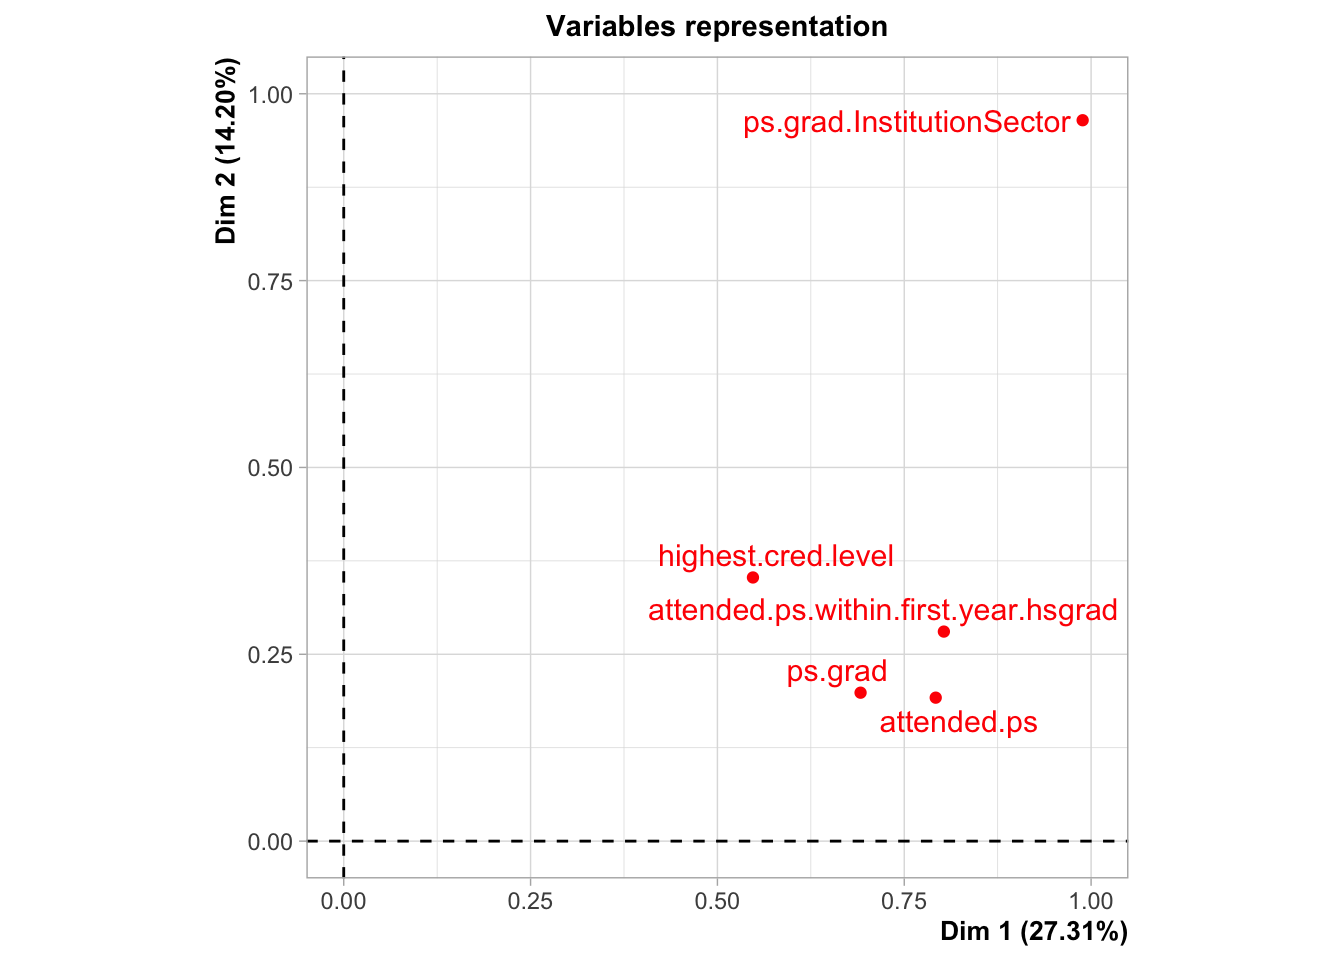 Variables representation
Dim 2 (14.20%)
1.00
0.75
0.50
0.25
0.00
ps.grad.InstitutionSector
highest.cred.level
attended.ps.within.first.year.hsgrad
ps.grad
attended.ps
0.00 0.25 0.50 0.75 1.00
Dim 1 (27.31%)